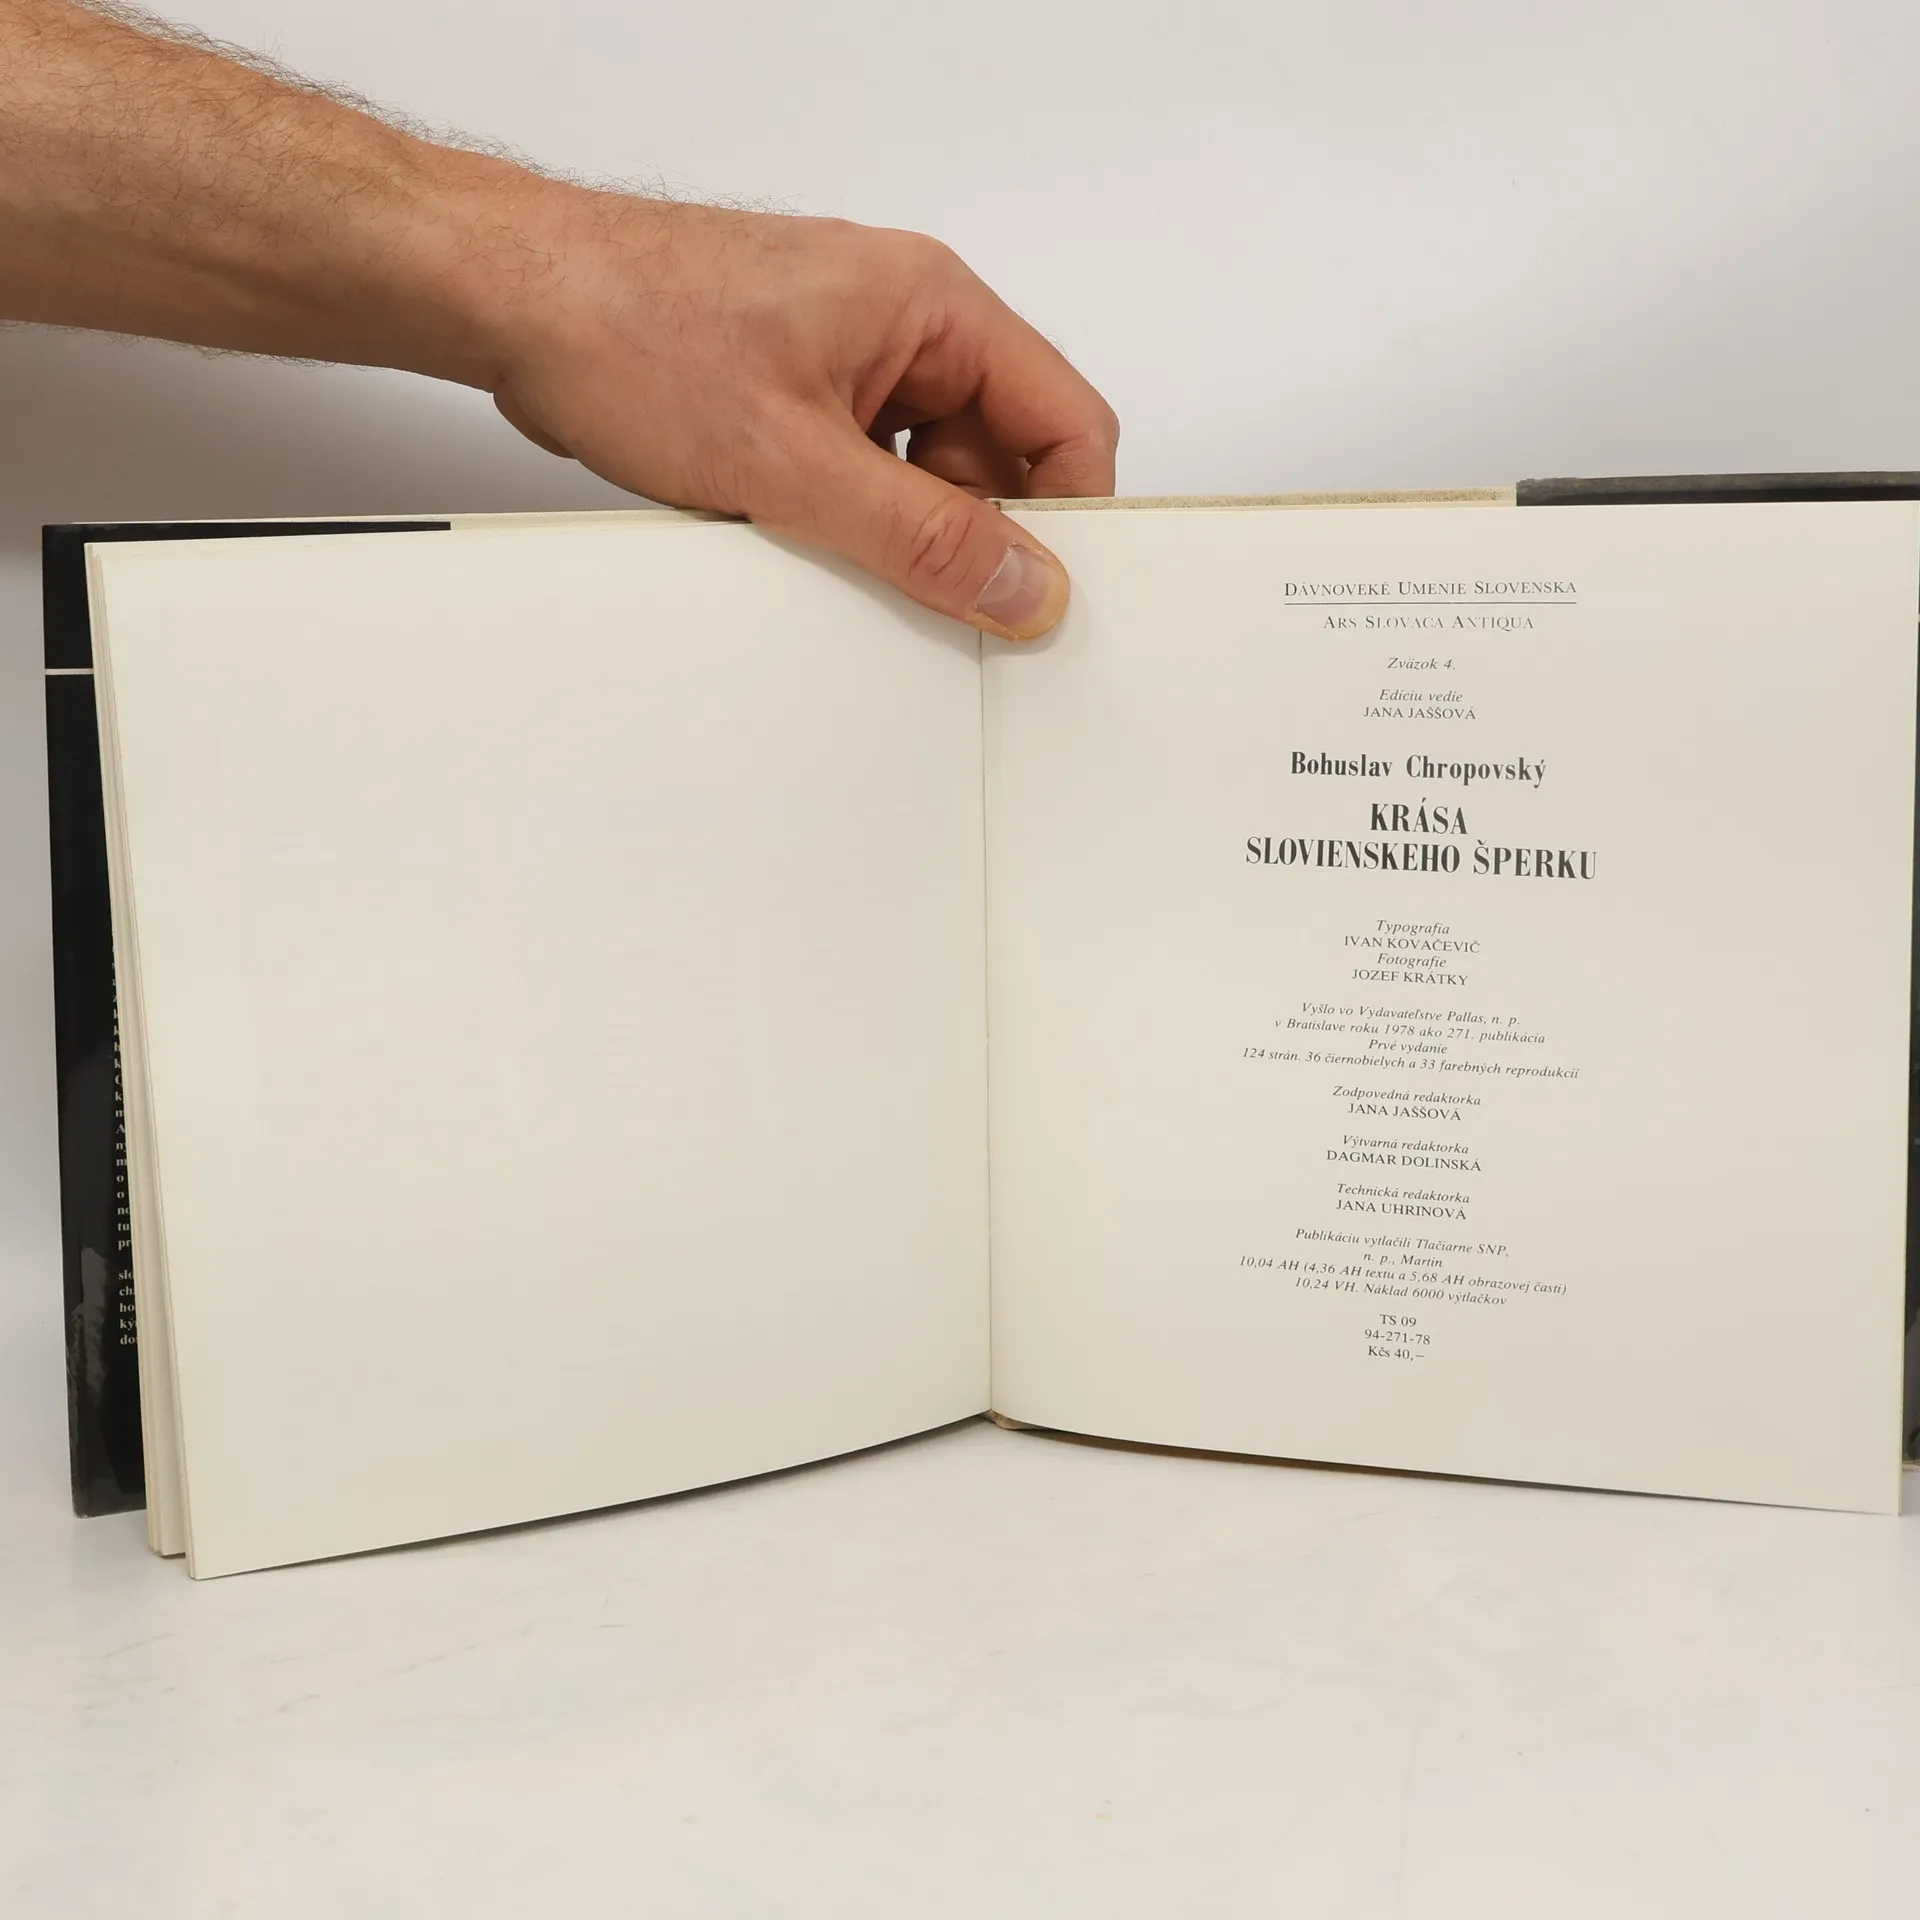 DÁVNOVEKÉ UMENIE SLOVENSKA
ARS SLOVACA ANTIQUA
Zväzok 4.
Edíciu vedie
JANA JAŠŠOVÁ
Bohuslav Chropovský
KRÁSA
SLOVIENSKEHO ŠPERKU
Typografia
IVAN KOVAČEVIČ
Fotografie
JOZEF KRÁTKY
Vyšlo vo Vydavateľstve Pallas, n. p.
v Bratislave roku 1978 ako 271. publikácia
Prvé vydanie
124 strán. 36 čiernobielych a 33 farebných reprodukcií
Zodpovedná redaktorka
JANA JAŠŠOVÁ
Výtvarná redaktorka
DAGMAR DOLINSKÁ
Technická redaktorka
JANA UHRINOVÁ
Publikáciu vytlačili Tlačiarne SNP,
n. p., Martin
10,04 AH (4,36 AH textu a 5,68 AH obrazovej časti)
10,24 VH. Náklad 6000 výtlačkov
TS 09
94-271-78
Kčs 40,–